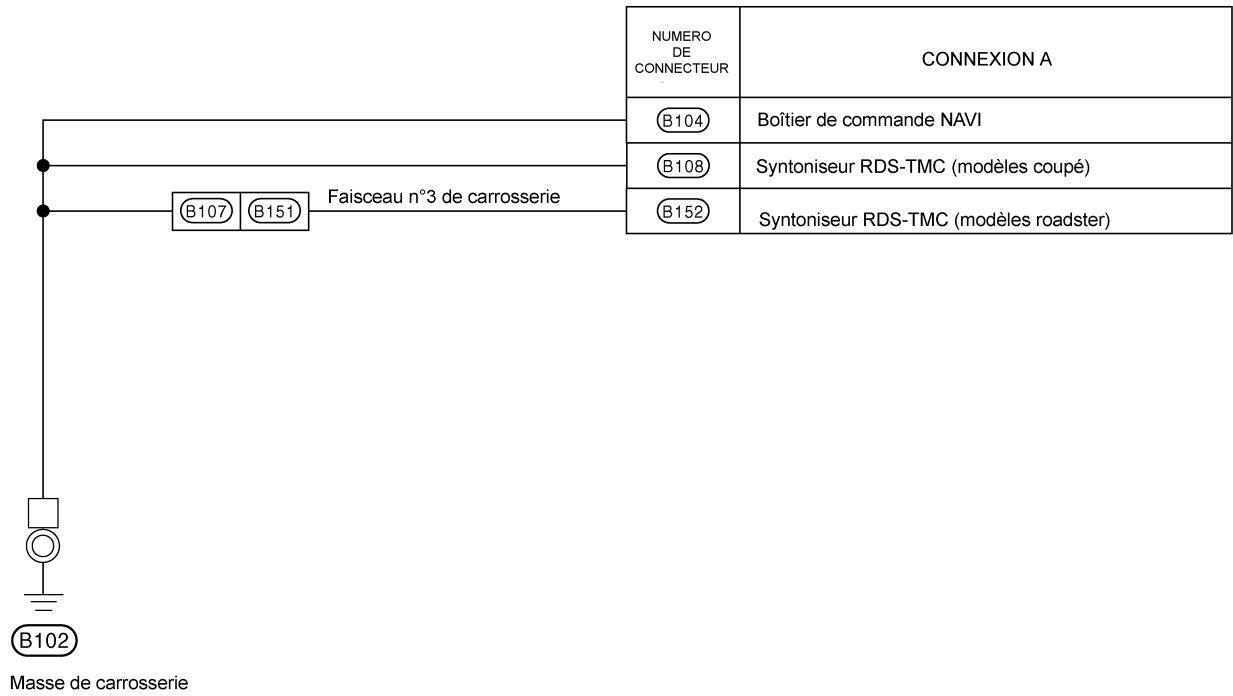 NUMERO
DE
CONNECTEUR
CONNEXION A
B104
Boîtier de commande NAVI
B108
Syntoniseur RDS-TMC (modèles coupé)
B107
B151
Faisceau n°3 de carrosserie
B152
Syntoniseur RDS-TMC (modèles roadster)
B102
Masse de carrosserie